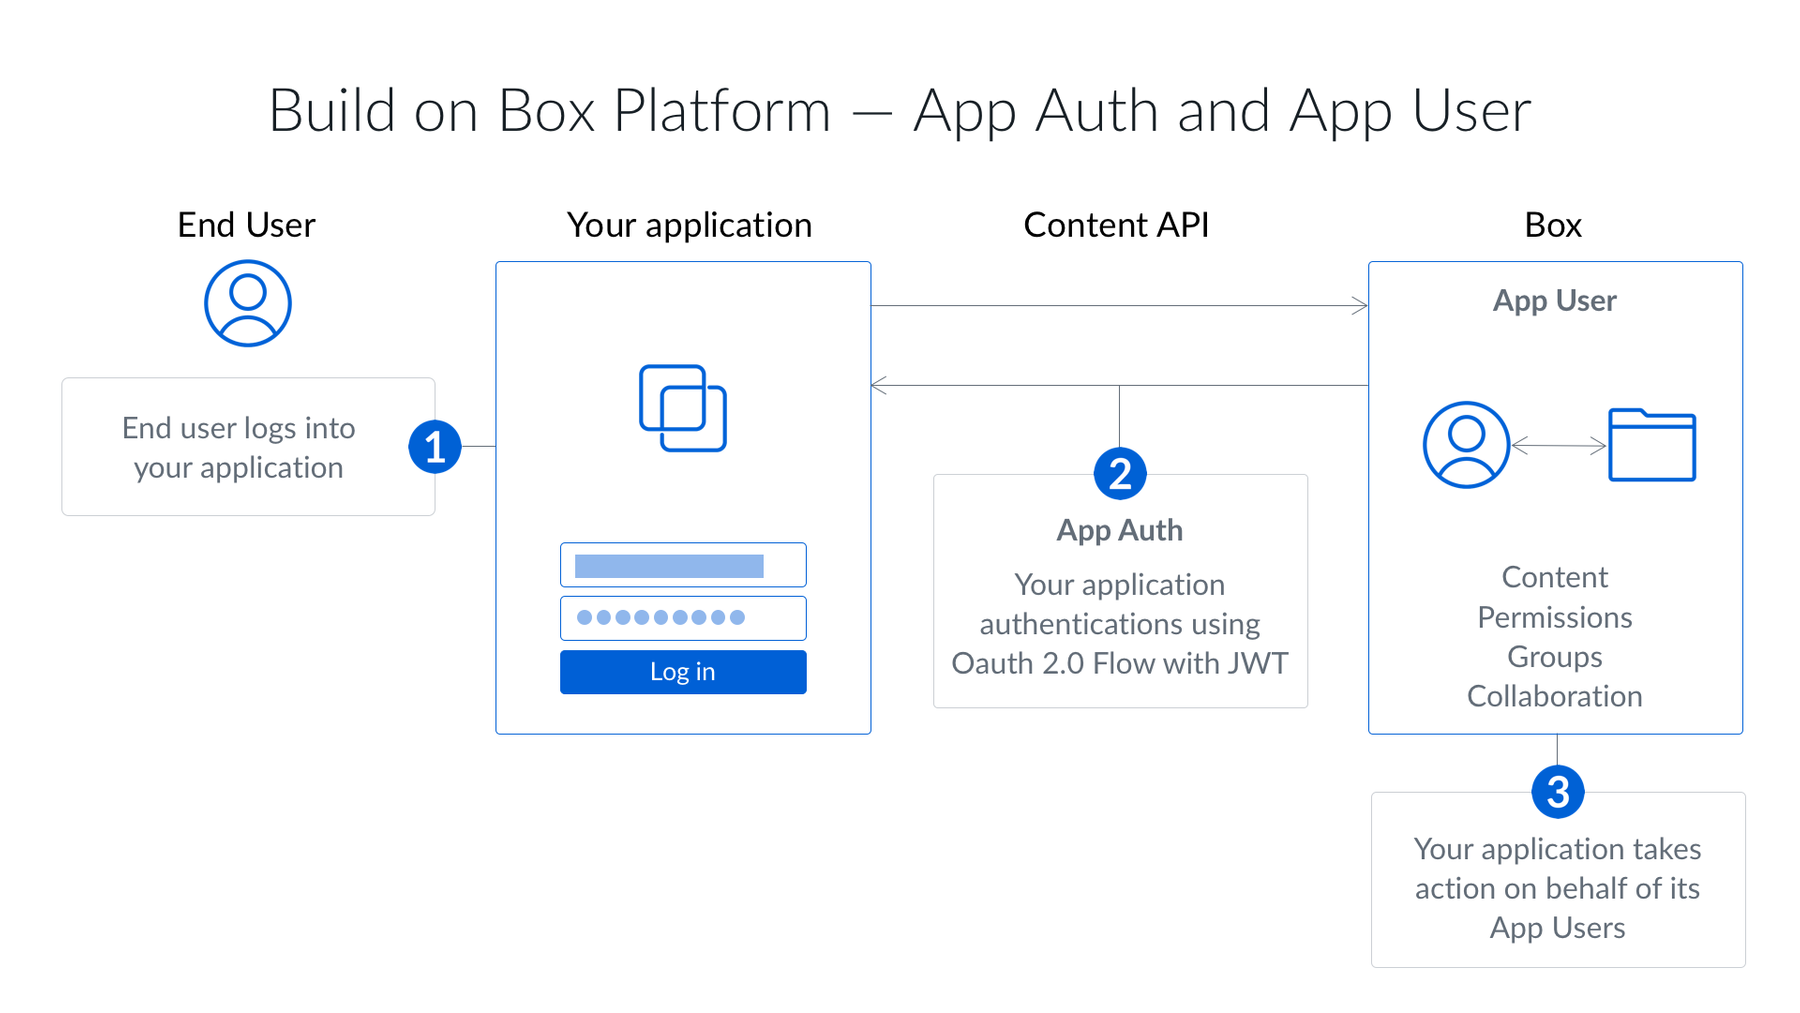 Build on Box Platform — App Auth and App User
End User
Your application
Content API
Box
End user logs into
your application
1
Log in
2
App Auth
Your application
authentications using
Oauth 2.0 Flow with JWT
App User
Content
Permissions
Groups
Collaboration
3
Your application takes
action on behalf of its
App Users